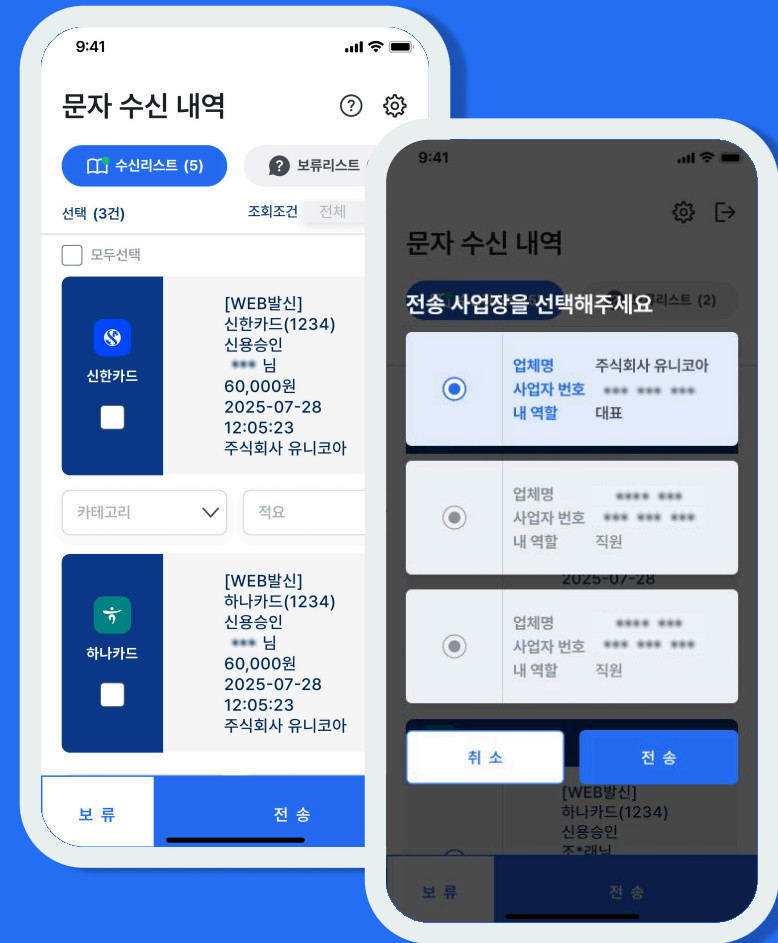 9:41
문자 수신 내역
수신리스트 (5)
보류리스트
선택 (3건)
조회조건
전체
모두선택
신한카드
[WEB발신]
신한카드(1234)
신용승인
*** 님
60,000원
2025-07-28
12:05:23
주식회사 유니코아
카테고리
적요
하나카드
[WEB발신]
하나카드(1234)
신용승인
*** 님
60,000원
2025-07-28
12:05:23
주식회사 유니코아
보 류
전 송
9:41
문자 수신 내역
리스트 (2)
전송 사업장을 선택해주세요
업체명 주식회사 유니코아
사업자 번호 *** *** ***
내 역할 대표
업체명 **** ***
사업자 번호 *** *** ***
내 역할 직원
2025-07-28
업체명 **** ***
사업자 번호 *** *** ***
내 역할 직원
취 소
전 송
[WEB발신]
하나카드(1234)
신용승인
조*래님
보 류
전 송